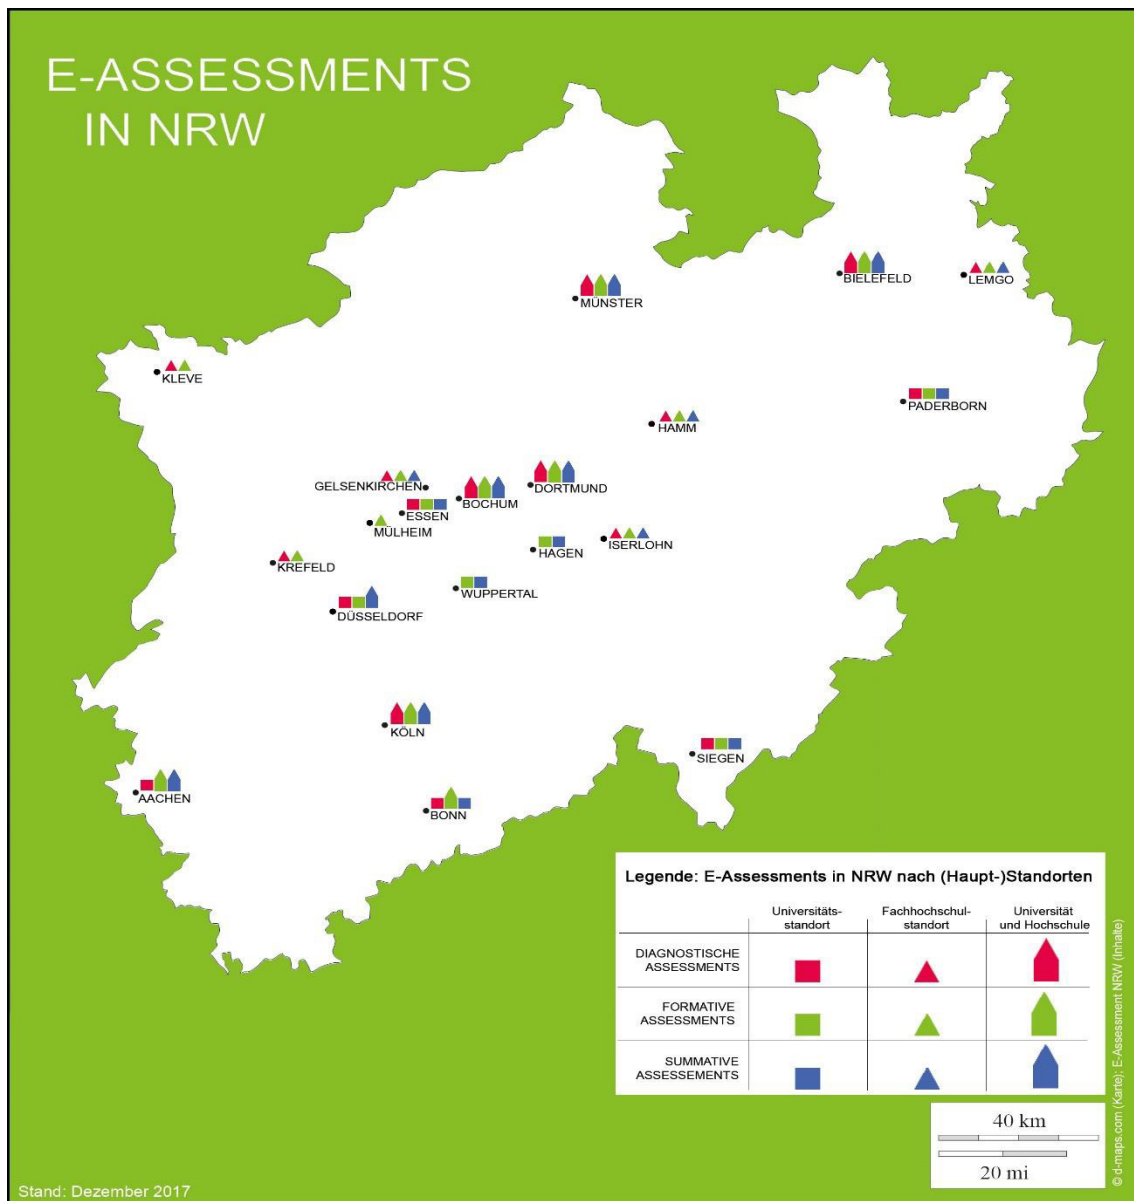 E-ASSESSMENTS
IN NRW
BIELEFELD
LEMGO
MÜNSTER
KLEVE
PADERBORN
HAMM
GELSENKIRCHEN
BOCHUM
DORTMUND
ESSEN
MÜLHEIM
HAGEN
ISERLOHN
KREFELD
WUPPERTAL
DÜSSELDORF
KÖLN
SIEGEN
AACHEN
BONN
Legende: E-Assessments in NRW nach (Haupt-)Standorten
Universitäts-
standort
Fachhochschul-
standort
Universität
und Hochschule
DIAGNOSTISCHE
ASSESSMENTS
FORMATIVE
ASSESSMENTS
SUMMATIVE
ASSESSEMENTS
40 km
20 mi
© d-maps.com (Karte); E-Assessment NRW (Inhalte)
Stand: Dezember 2017